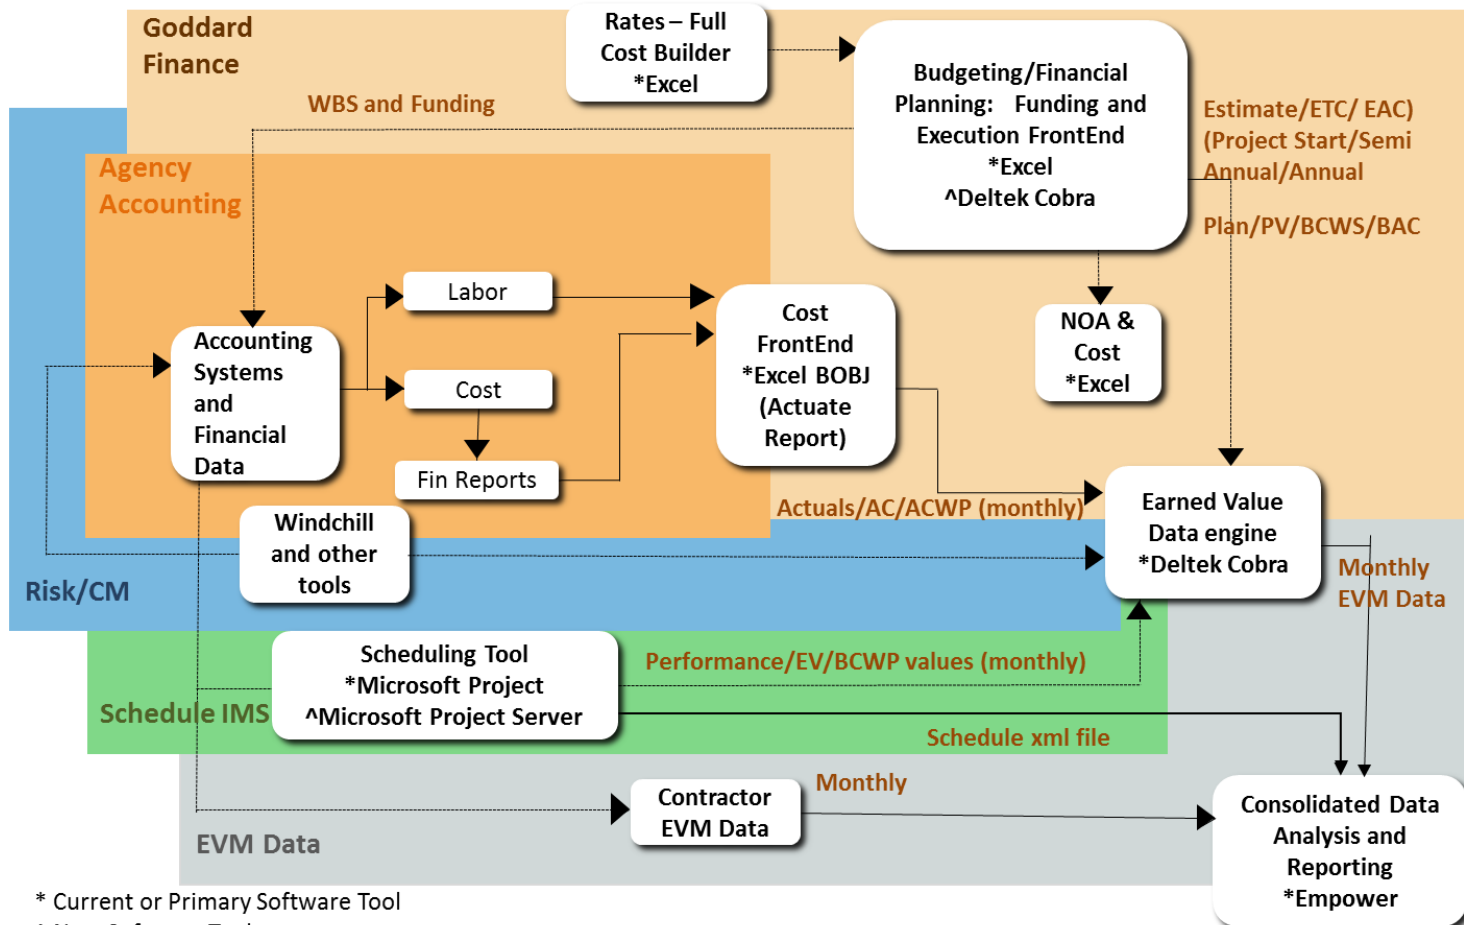 Goddard
Finance
Rates – Full
Cost Builder
*Excel
Budgeting/Financial
Planning: Funding and
Execution FrontEnd
*Excel
^Deltek Cobra
WBS and Funding
Estimate/ETC/ EAC)
(Project Start/Semi
Annual/Annual
Plan/PV/BCWS/BAC
Agency
Accounting
Labor
Cost
Fin Reports
Accounting
Systems
and
Financial
Data
Cost
FrontEnd
*Excel BOBJ
(Actuate
Report)
NOA &
Cost
*Excel
Actuals/AC/ACWP (monthly)
Earned Value
Data engine
*Deltek Cobra
Windchill
and other
tools
Risk/CM
Monthly
EVM Data
Scheduling Tool
*Microsoft Project
^Microsoft Project Server
Performance/EV/BCWP values (monthly)
Schedule IMS
Schedule xml file
Monthly
Contractor
EVM Data
EVM Data
Consolidated Data
Analysis and
Reporting
*Empower
* Current or Primary Software Tool